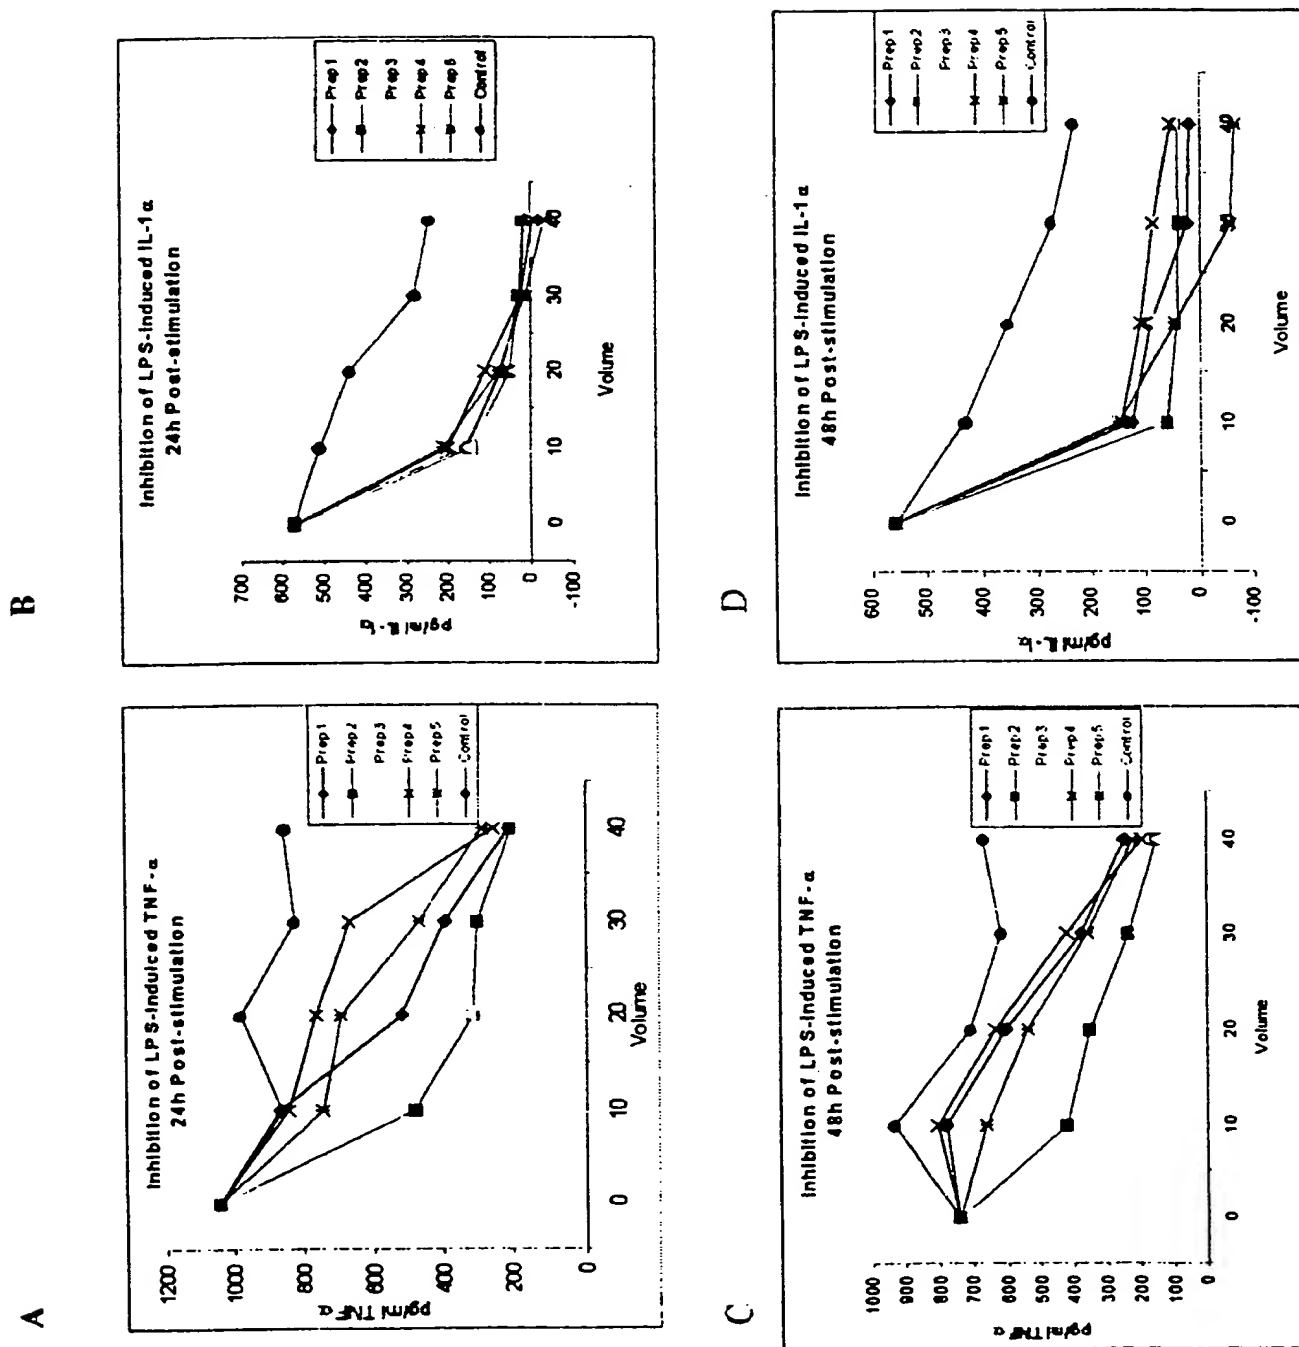 A
Inhibition of LPS-Induced TNF-α
24h Post-stimulation
pg/ml TNF α
1200
1000
800
600
400
200
0
0
10
20
30
40
Volume
Prep1
Prep2
Prep3
Prep4
Prep5
Control
B
Inhibition of LPS-Induced IL-1α
24h Post-stimulation
pg/ml IL-1α
700
600
500
400
300
200
100
0
-100
0
10
20
30
40
Volume
Prep1
Prep2
Prep3
Prep4
Prep5
Control
C
Inhibition of LPS-Induced TNF-α
48h Post-stimulation
pg/ml TNF α
1000
900
800
700
600
500
400
300
200
100
0
0
10
20
30
40
Volume
Prep1
Prep2
Prep3
Prep4
Prep5
Control
D
Inhibition of LPS-Induced IL-1α
48h Post-stimulation
pg/ml IL-1α
600
500
400
300
200
100
0
-100
0
10
20
30
40
Volume
Prep1
Prep2
Prep3
Prep4
Prep5
Control